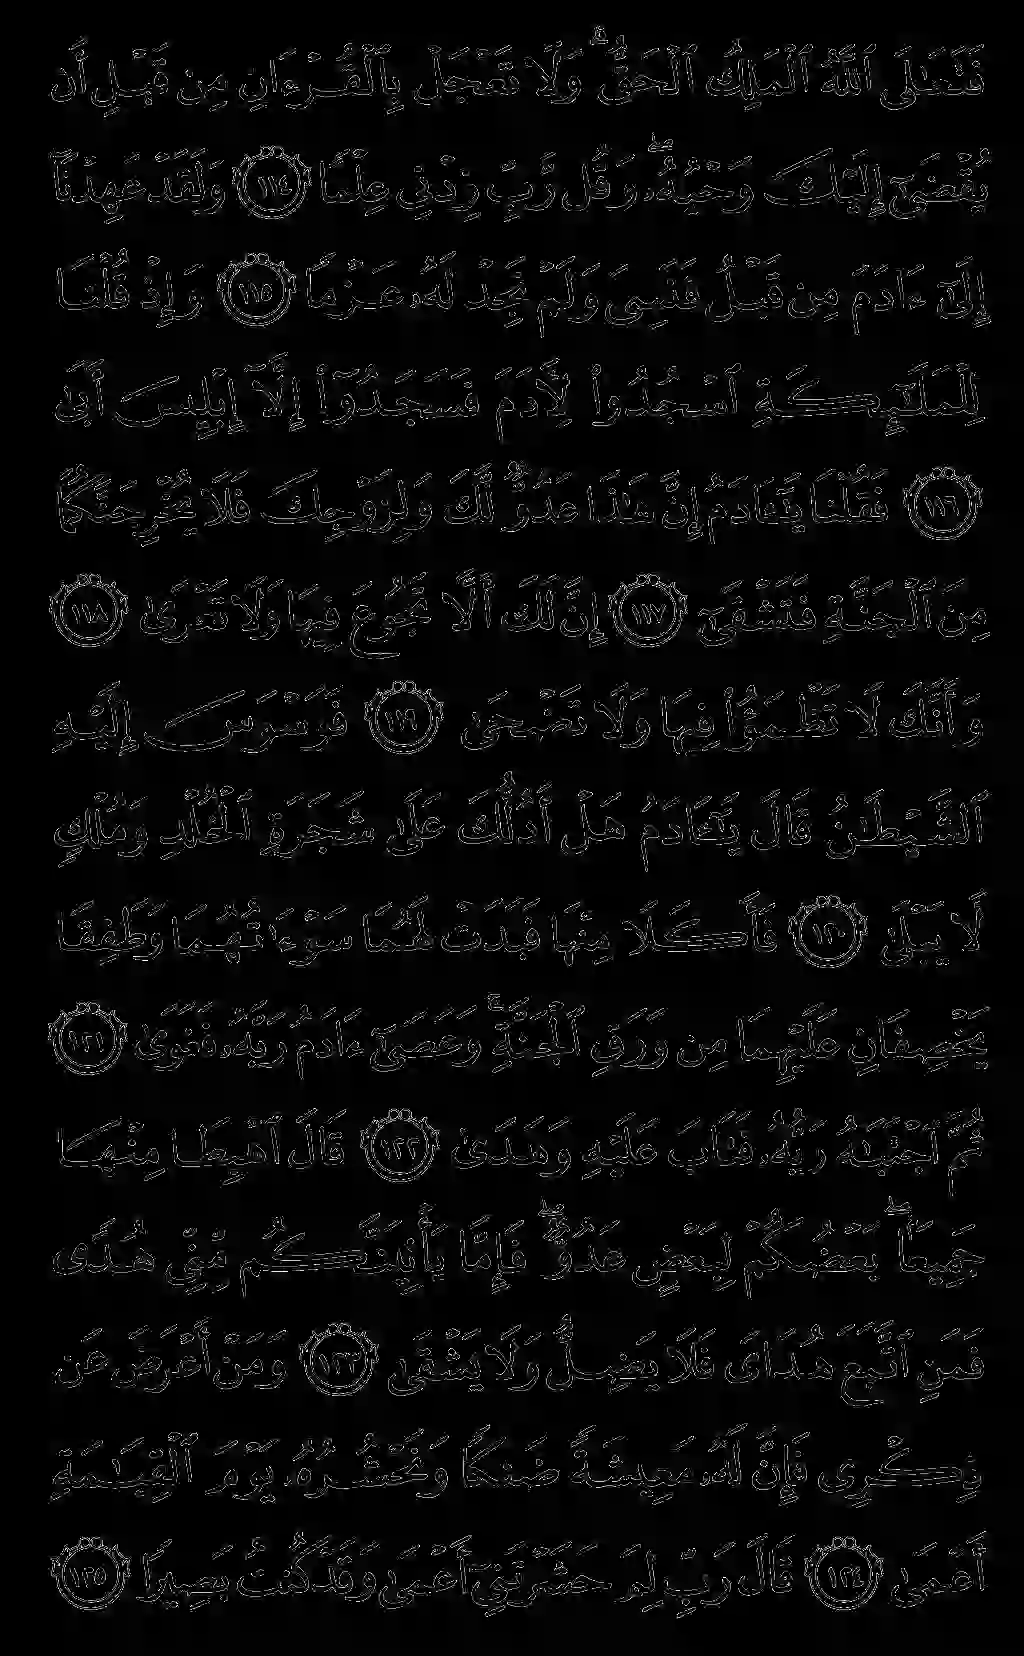 فَتَعَـٰلَى ٱللَّهُ ٱلْمَلِكُ ٱلْحَقُّ ۗ وَلَا تَعْجَلْ بِٱلْقُرْءَانِ مِن قَبْلِ أَن
يُقْضَىٰٓ إِلَيْكَ وَحْيُهُۥ ۖ وَقُل رَّبِّ زِدْنِى عِلْمًا ١١٤ وَلَقَدْ عَهِدْنَآ
إِلَىٰٓ ءَادَمَ مِن قَبْلُ فَنَسِىَ وَلَمْ نَجِدْ لَهُۥ عَزْمًا ١١٥ وَإِذْ قُلْنَا
لِلْمَلَـٰٓئِكَةِ ٱسْجُدُوا۟ لِـَٔادَمَ فَسَجَدُوٓا۟ إِلَّآ إِبْلِيسَ أَبَىٰ
١١٦ فَقُلْنَا يَـٰٓـَٔادَمُ إِنَّ هَـٰذَا عَدُوٌّ لَّكَ وَلِزَوْجِكَ فَلَا يُخْرِجَنَّكُمَا
مِنَ ٱلْجَنَّةِ فَتَشْقَىٰٓ ١١٧ إِنَّ لَكَ أَلَّا تَجُوعَ فِيهَا وَلَا تَعْرَىٰ ١١٨
وَأَنَّكَ لَا تَظْمَؤُا۟ فِيهَا وَلَا تَضْحَىٰ ١١٩ فَوَسْوَسَ إِلَيْهِ
ٱلشَّيْطَـٰنُ قَالَ يَـٰٓـَٔادَمُ هَلْ أَدُلُّكَ عَلَىٰ شَجَرَةِ ٱلْخُلْدِ وَمُلْكٍ
لَّا يَبْلَىٰ ١٢٠ فَأَكَلَا مِنْهَا فَبَدَتْ لَهُمَا سَوْءَٰتُهُمَا وَطَفِقَا
يَخْصِفَانِ عَلَيْهِمَا مِن وَرَقِ ٱلْجَنَّةِ ۚ وَعَصَىٰٓ ءَادَمُ رَبَّهُۥ فَغَوَىٰ ١٢١
ثُمَّ ٱجْتَبَـٰهُ رَبُّهُۥ فَتَابَ عَلَيْهِ وَهَدَىٰ ١٢٢ قَالَ ٱهْبِطَا مِنْهَا
جَمِيعًۢا ۖ بَعْضُكُمْ لِبَعْضٍ عَدُوٌّ ۖ فَإِمَّا يَأْتِيَنَّكُم مِّنِّى هُدًى
فَمَنِ ٱتَّبَعَ هُدَاىَ فَلَا يَضِلُّ وَلَا يَشْقَىٰ ١٢٣ وَمَنْ أَعْرَضَ عَن
ذِكْرِى فَإِنَّ لَهُۥ مَعِيشَةً ضَنكًا وَنَحْشُرُهُۥ يَوْمَ ٱلْقِيَـٰمَةِ
أَعْمَىٰ ١٢٤ قَالَ رَبِّ لِمَ حَشَرْتَنِىٓ أَعْمَىٰ وَقَدْ كُنتُ بَصِيرًا ١٢٥